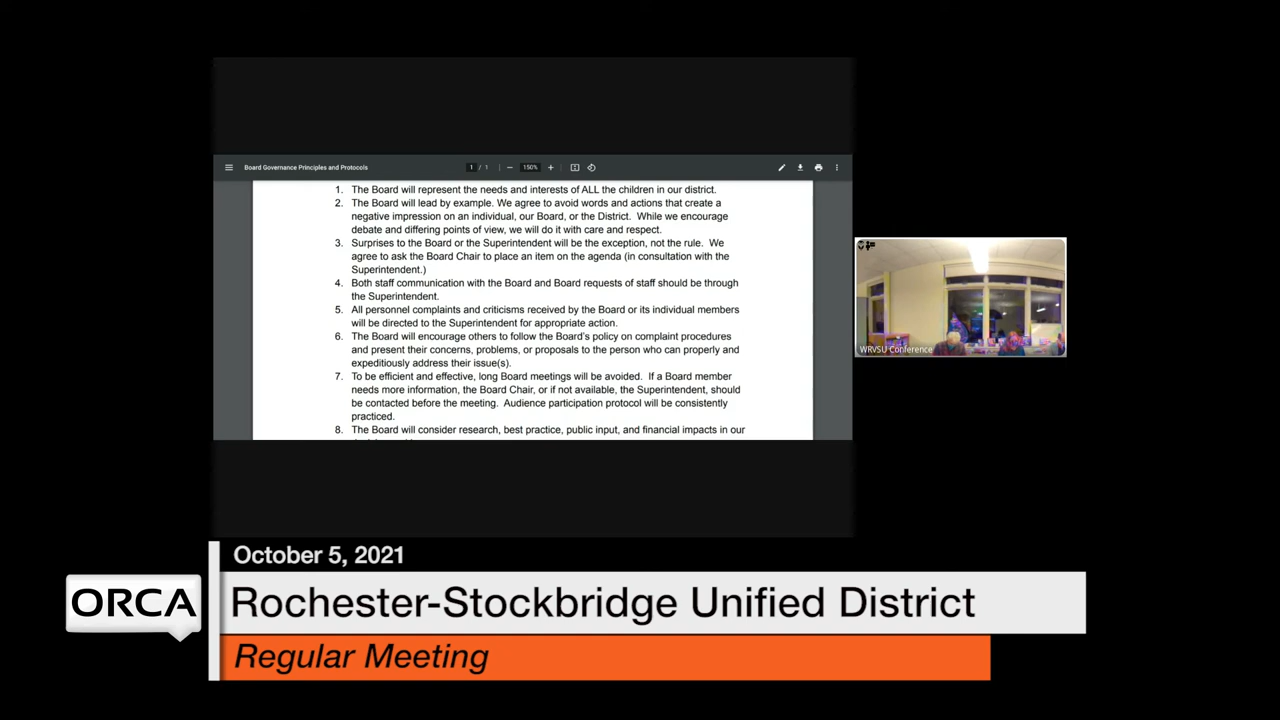 Board Governance Principles and Protocols
1 / 1
150%
1. The Board will represent the needs and interests of ALL the children in our district.
2. The Board will lead by example. We agree to avoid words and actions that create a
negative impression on an individual, our Board, or the District. While we encourage
debate and differing points of view, we will do it with care and respect.
3. Surprises to the Board or the Superintendent will be the exception, not the rule. We
agree to ask the Board Chair to place an item on the agenda (in consultation with the
Superintendent.)
4. Both staff communication with the Board and Board requests of staff should be through
the Superintendent.
5. All personnel complaints and criticisms received by the Board or its individual members
will be directed to the Superintendent for appropriate action.
6. The Board will encourage others to follow the Board's policy on complaint procedures
and present their concerns, problems, or proposals to the person who can properly and
expeditiously address their issue(s).
7. To be efficient and effective, long Board meetings will be avoided. If a Board member
needs more information, the Board Chair, or if not available, the Superintendent, should
be contacted before the meeting. Audience participation protocol will be consistently
practiced.
8. The Board will consider research, best practice, public input, and financial impacts in our
WRVSU Conference
October 5, 2021
ORCA
Rochester-Stockbridge Unified District
Regular Meeting